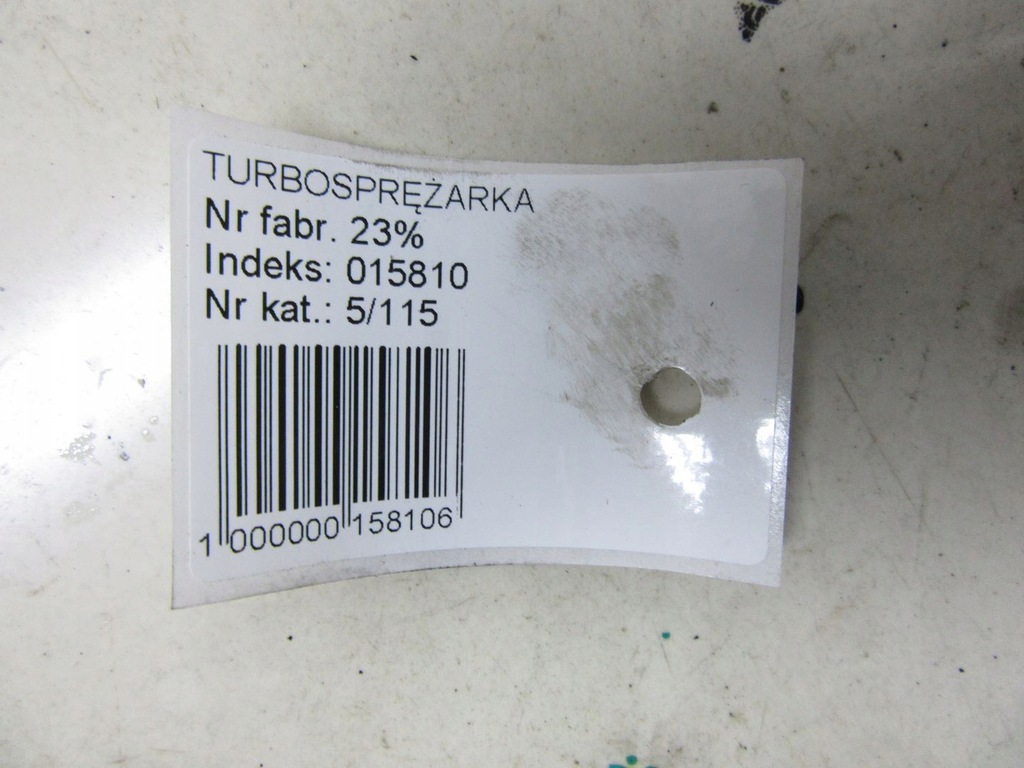 TURBOSPRĘŻARKA
Nr fabr. 23%
Indeks: 015810
Nr kat.: 5/115
1 000000 158106